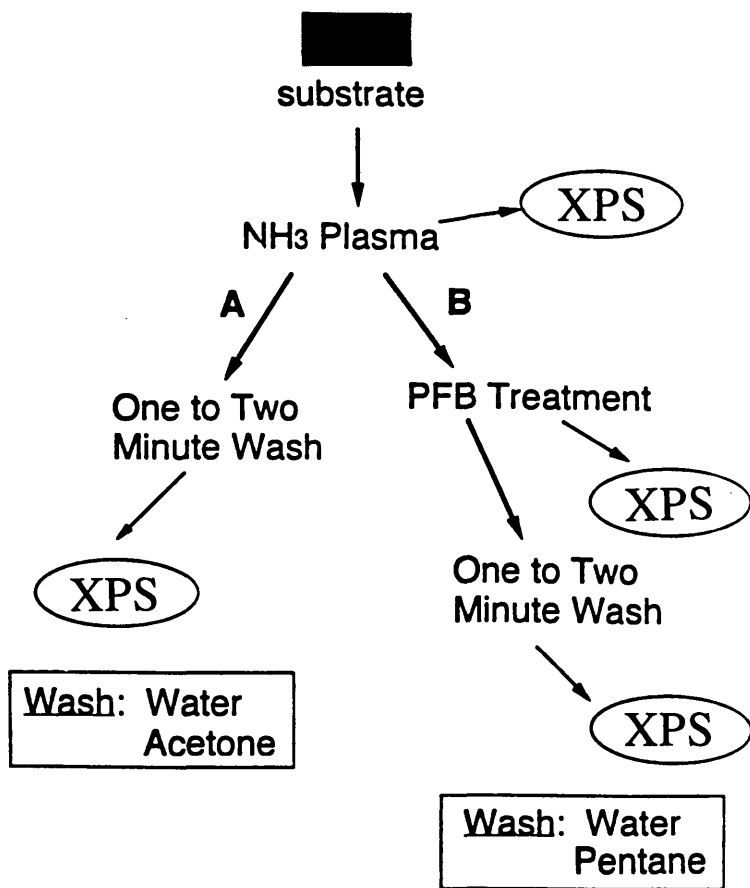 substrate
XPS
NH3 Plasma
A
B
One to Two
Minute Wash
PFB Treatment
XPS
XPS
One to Two
Minute Wash
Wash: Water
Acetone
XPS
Wash: Water
Pentane